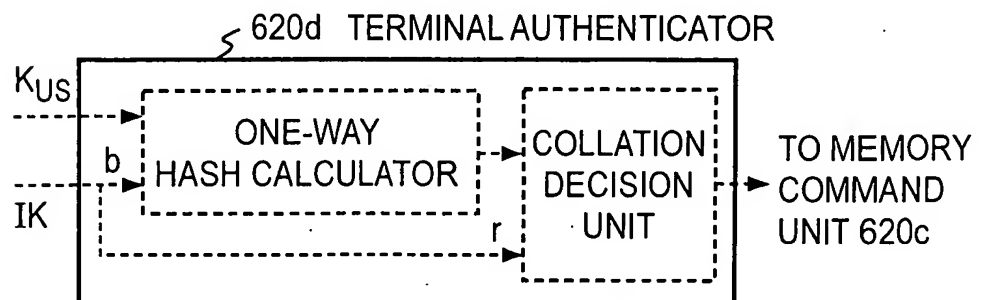 620d TERMINAL AUTHENTICATOR
KUS
ONE-WAY
HASH CALCULATOR
b
IK
r
COLLATION
DECISION
UNIT
TO MEMORY
COMMAND
UNIT 620c